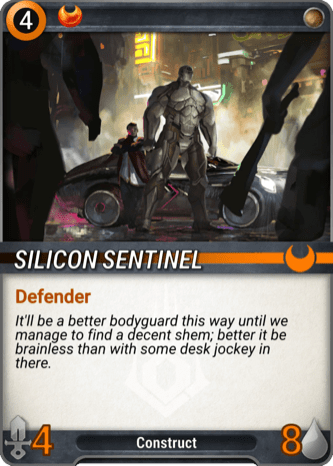 4
SILICON SENTINEL
Defender
It'll be a better bodyguard this way until we
manage to find a decent shem; better it be
brainless than with some desk jockey in
there.
4 Construct 8